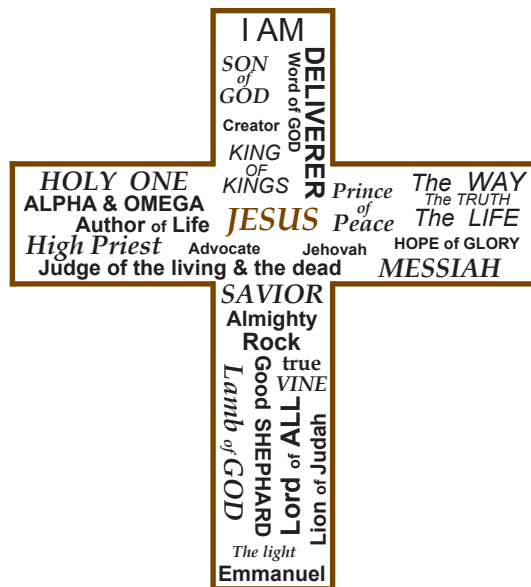 I AM
SON
of
GOD
DELIVERER
Word of GOD
Creator
KING
OF
KINGS
HOLY ONE
ALPHA & OMEGA
Author of Life
High Priest
JESUS
Prince
of
Peace
The WAY
The TRUTH
The LIFE
Advocate
Jehovah
HOPE of GLORY
Judge of the living & the dead
MESSIAH
SAVIOR
Almighty
Rock
true
VINE
Lamb of GOD
Good SHEPHARD
Lord of ALL
Lion of Judah
The light
Emmanuel